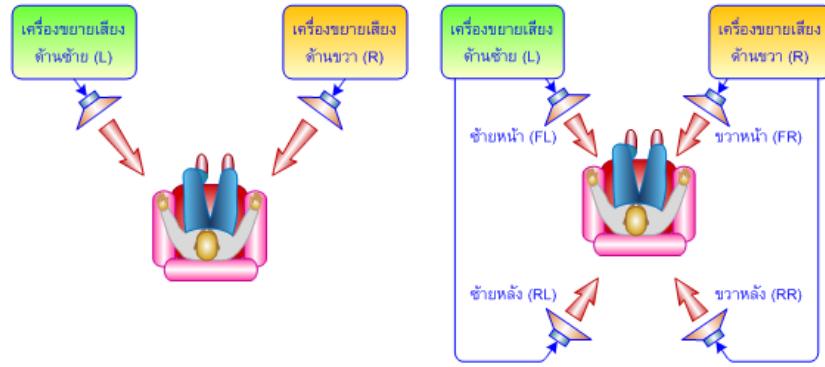 เครื่องขยายเสียง
ด้านซ้าย (L)
เครื่องขยายเสียง
ด้านขวา (R)
เครื่องขยายเสียง
ด้านซ้าย (L)
เครื่องขยายเสียง
ด้านขวา (R)
ซ้ายหน้า (FL)
ขวาหน้า (FR)
ซ้ายหลัง (RL)
ขวาหลัง (RR)